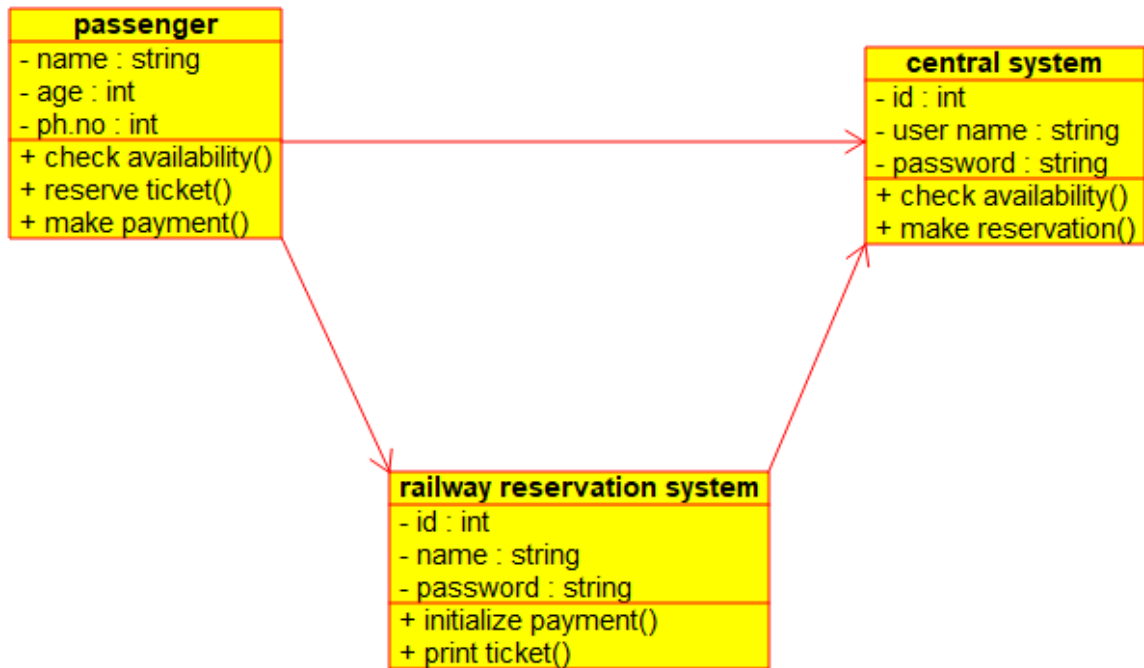 passenger
- name : string
- age : int
- ph.no : int
+ check availability()
+ reserve ticket()
+ make payment()
central system
- id : int
- user name : string
- password : string
+ check availability()
+ make reservation()
railway reservation system
- id : int
- name : string
- password : string
+ initialize payment()
+ print ticket()